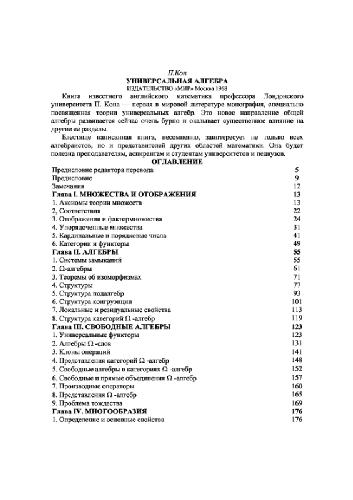 П.Кон
УНИВЕРСАЛЬНАЯ АЛГЕБРА
ИЗДАТЕЛЬСТВО «МИР» Москва 1968
Книга известного английского математика профессора Лондонского
университета П. Кона — первая в мировой литературе монография, специально
посвященная теории универсальных алгебр. Это новое направление общей
алгебры развивается сейчас очень бурно и оказывает существенное влияние на
другие ее разделы.
Блестяще написанная книга, несомненно, заинтересует не только всех
алгебраистов, но и представителей других областей математики. Она будет
полезна преподавателям, аспирантам и студентам университетов и пединститутов.
ОГЛАВЛЕНИЕ
Предисловие редактора перевода 5
Предисловие 9
Замечания 12
Глава I. МНОЖЕСТВА И ОТОБРАЖЕНИЯ 13
1. Аксиомы теории множеств 13
2. Соответствия 22
3. Отображения и фактормножества 24
4. Упорядоченные множества 31
5. Кардинальные и порядковые числа 41
6. Категории и функторы 49
Глава II. АЛГЕБРЫ 55
1. Системы замыканий 55
2. Ω-алгебры 61
3. Теоремы об изоморфизмах 71
4. Структуры 77
5. Структура подалгебр 93
6. Структура конгруэнций 101
7. Локальные и резидуальные свойства 113
8. Структура категорий Ω -алгебр 119
Глава III. СВОБОДНЫЕ АЛГЕБРЫ 123
1. Универсальные функторы 123
2. Алгебры Ω -слов 131
3. Клоны операций 141
4. Представления категорий Ω -алгебр 148
5. Свободные алгебры в категориях Ω -алгебр 152
6. Свободные и прямые объединения Ω -алгебр 157
7. Производные операторы 160
8. Представления Ω -алгебр 165
9. Проблема тождества 169
Глава IV. МНОГООБРАЗИЯ 176
1. Определение и основные свойства 176